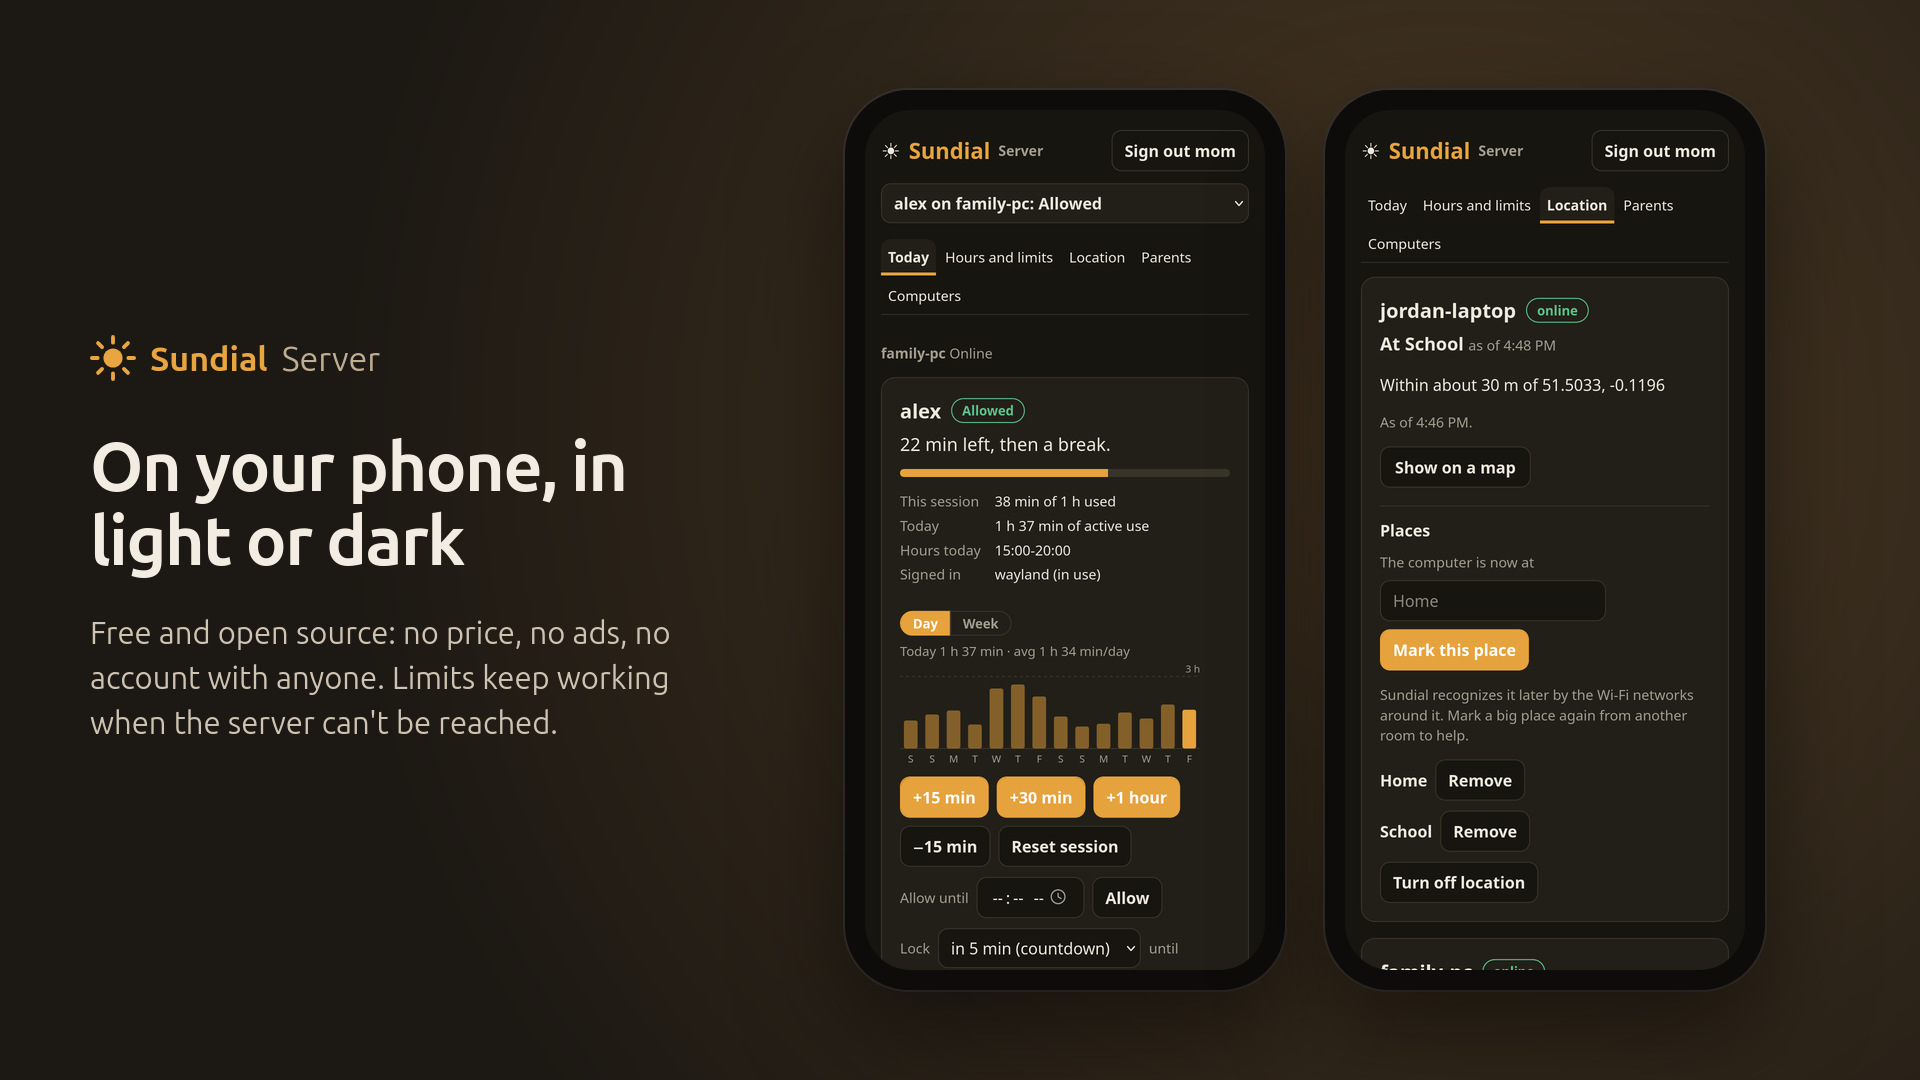 Sundial Server
On your phone, in
light or dark
Free and open source: no price, no ads, no
account with anyone. Limits keep working
when the server can't be reached.
Sundial Server
Sign out mom
alex on family-pc: Allowed
Today Hours and limits Location Parents
Computers
family-pc Online
alex Allowed
22 min left, then a break.
This session 38 min of 1 h used
Today 1 h 37 min of active use
Hours today 15:00-20:00
Signed in wayland (in use)
Day Week
Today 1 h 37 min · avg 1 h 34 min/day
3 h
S S M T W T F S S M T W T F
+15 min +30 min +1 hour
−15 min Reset session
Allow until --:-- -- Allow
Lock in 5 min (countdown) until
Sundial Server
Sign out mom
Today Hours and limits Location Parents
Computers
jordan-laptop online
At School as of 4:48 PM
Within about 30 m of 51.5033, -0.1196
As of 4:46 PM.
Show on a map
Places
The computer is now at
Home
Mark this place
Sundial recognizes it later by the Wi-Fi networks
around it. Mark a big place again from another
room to help.
Home Remove
School Remove
Turn off location
family-pc online